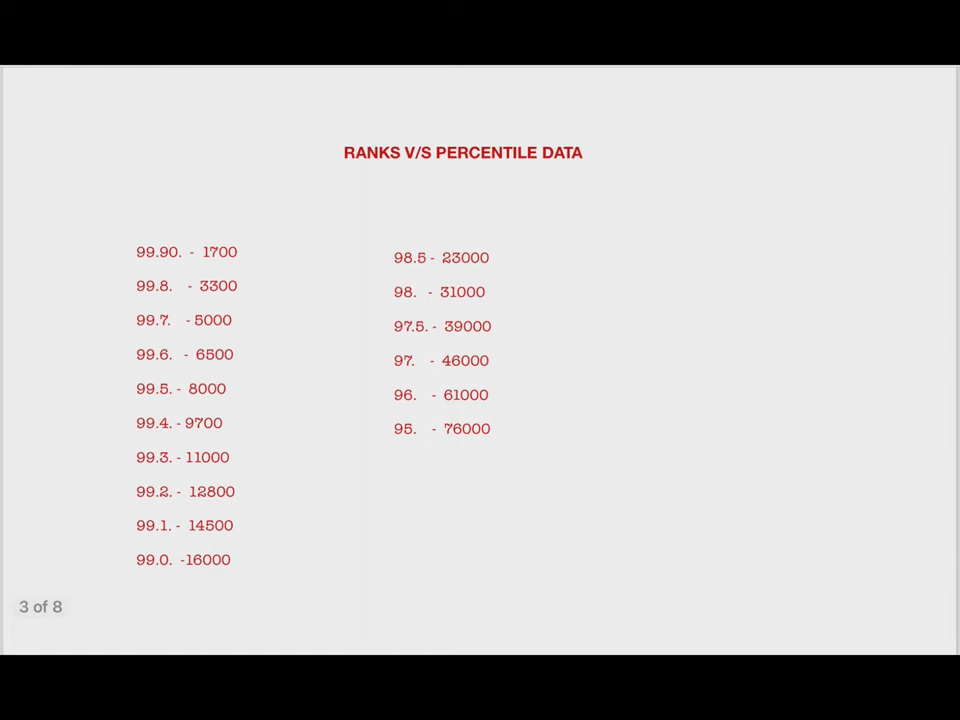 RANKS V/S PERCENTILE DATA
99.90. - 1700
99.8. - 3300
99.7. - 5000
99.6. - 6500
99.5. - 8000
99.4. - 9700
99.3. - 11000
99.2. - 12800
99.1. - 14500
99.0. -16000
98.5 - 23000
98. - 31000
97.5. - 39000
97. - 46000
96. - 61000
95. - 76000
3 of 8